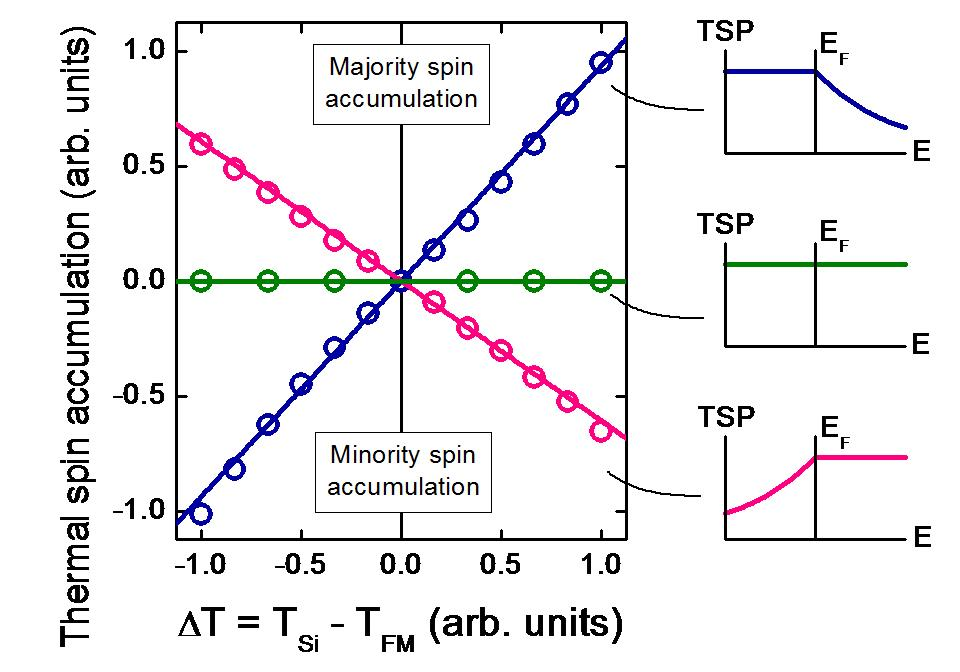 Thermal spin accumulation (arb. units)
1.0
0.5
0.0
-0.5
-1.0
Majority spin
accumulation
Minority spin
accumulation
-1.0 -0.5 0.0 0.5 1.0
ΔT = TSi - TFM (arb. units)
TSP
EF
E
TSP
EF
E
TSP
EF
E